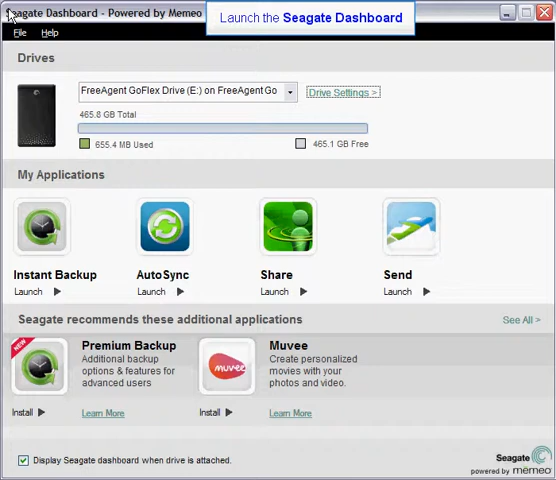 Seagate Dashboard - Powered by Memeo
Launch the Seagate Dashboard
File Help
Drives
FreeAgent GoFlex Drive (E:) on FreeAgent Go
Drive Settings >
465.8 GB Total
655.4 MB Used
465.1 GB Free
My Applications
Instant Backup
Launch
AutoSync
Launch
Share
Launch
Send
Launch
Seagate recommends these additional applications
See All >
NEW
Premium Backup
Additional backup
options & features for
advanced users
Install
Learn More
muvee
Muvee
Create personalized
movies with your
photos and video.
Install
Learn More
Display Seagate dashboard when drive is attached.
Seagate
powered by memeo